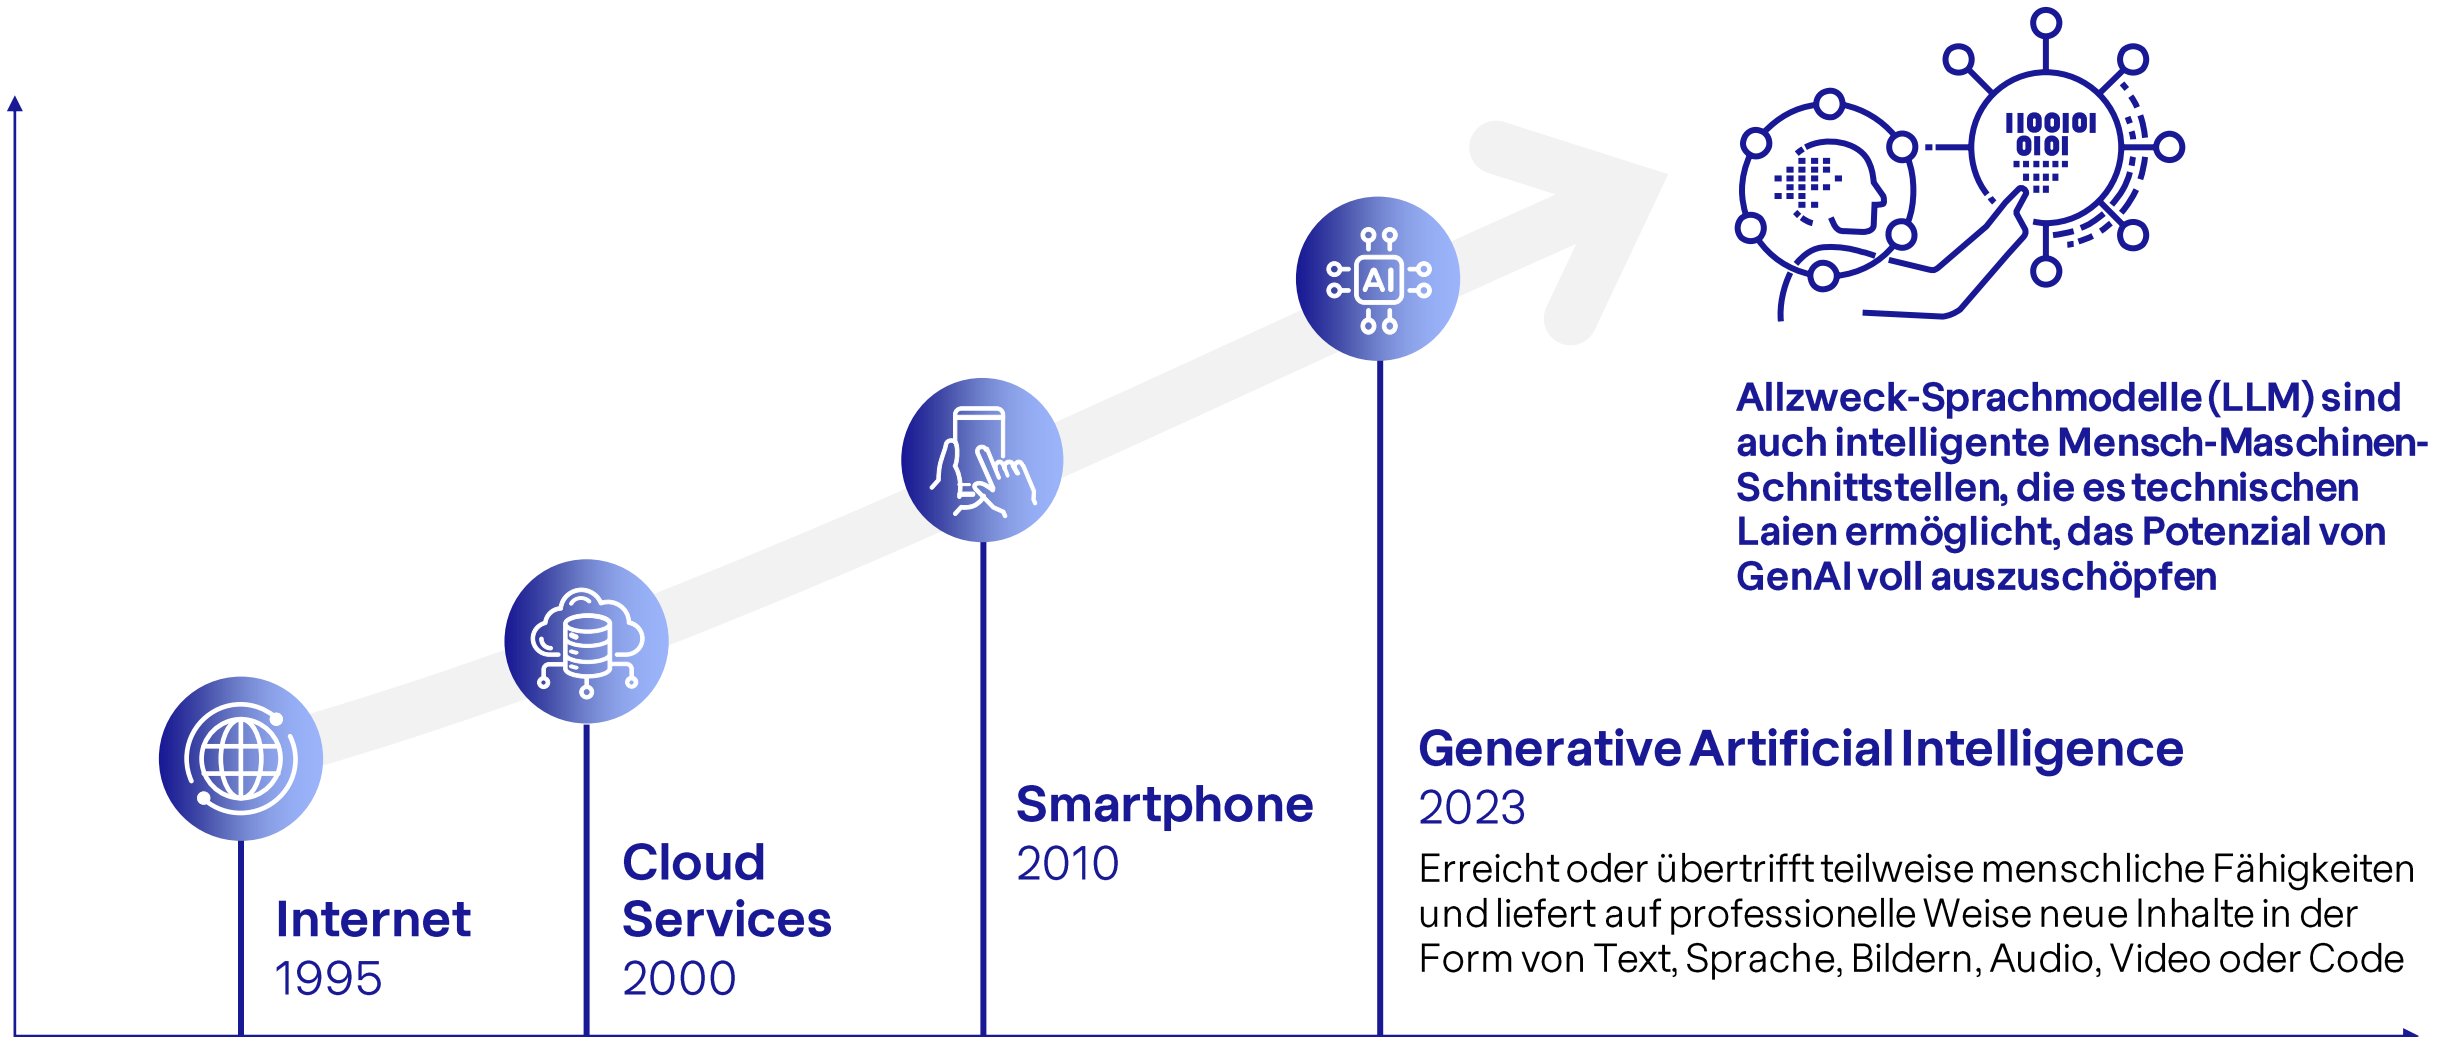 1100101
0101
AI
Allzweck-Sprachmodelle (LLM) sind
auch intelligente Mensch-Maschinen-
Schnittstellen, die es technischen
Laien ermöglicht, das Potenzial von
GenAI voll auszuschöpfen
Internet
1995
Cloud
Services
2000
Smartphone
2010
Generative Artificial Intelligence
2023
Erreicht oder übertrifft teilweise menschliche Fähigkeiten
und liefert auf professionelle Weise neue Inhalte in der
Form von Text, Sprache, Bildern, Audio, Video oder Code